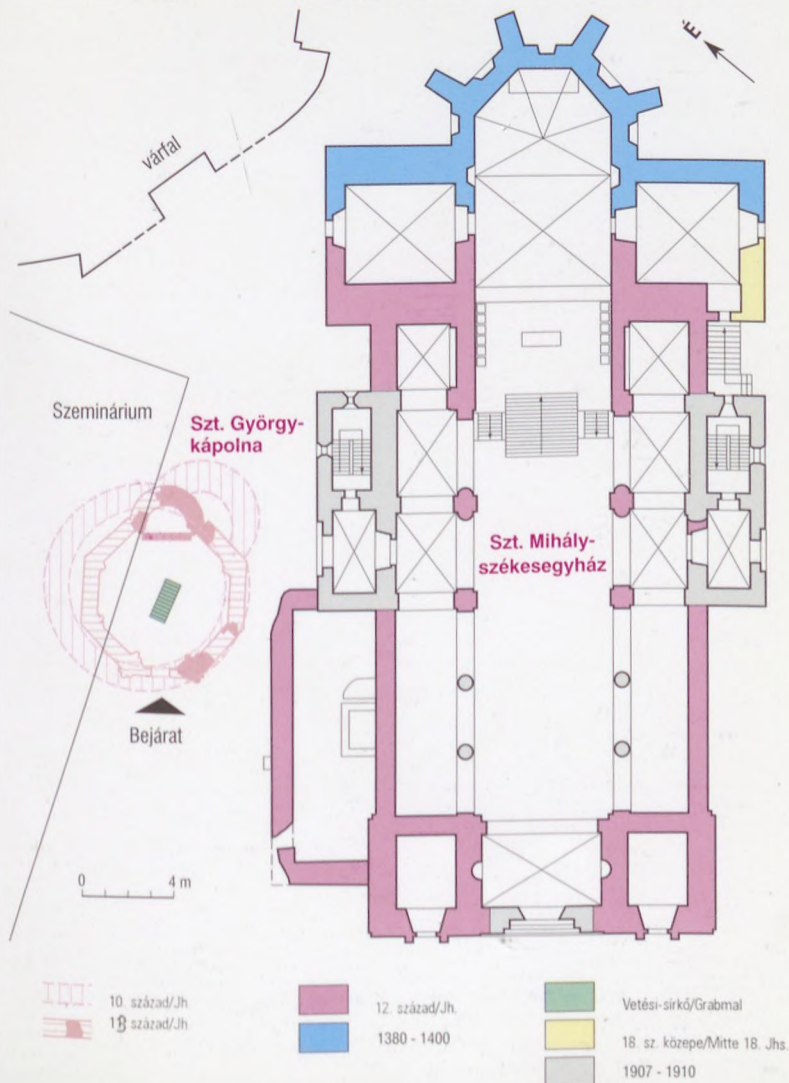 É
várfal
Szeminárium
Szt. György-
kápolna
Szt. Mihály-
székesegyház
Bejárat
0 4 m
10. század/Jh.
13 század/Jh.
12. század/Jh.
1380 - 1400
Vetési-sírkő/Grabmal
18. sz. közepe/Mitte 18. Jhs.
1907 - 1910